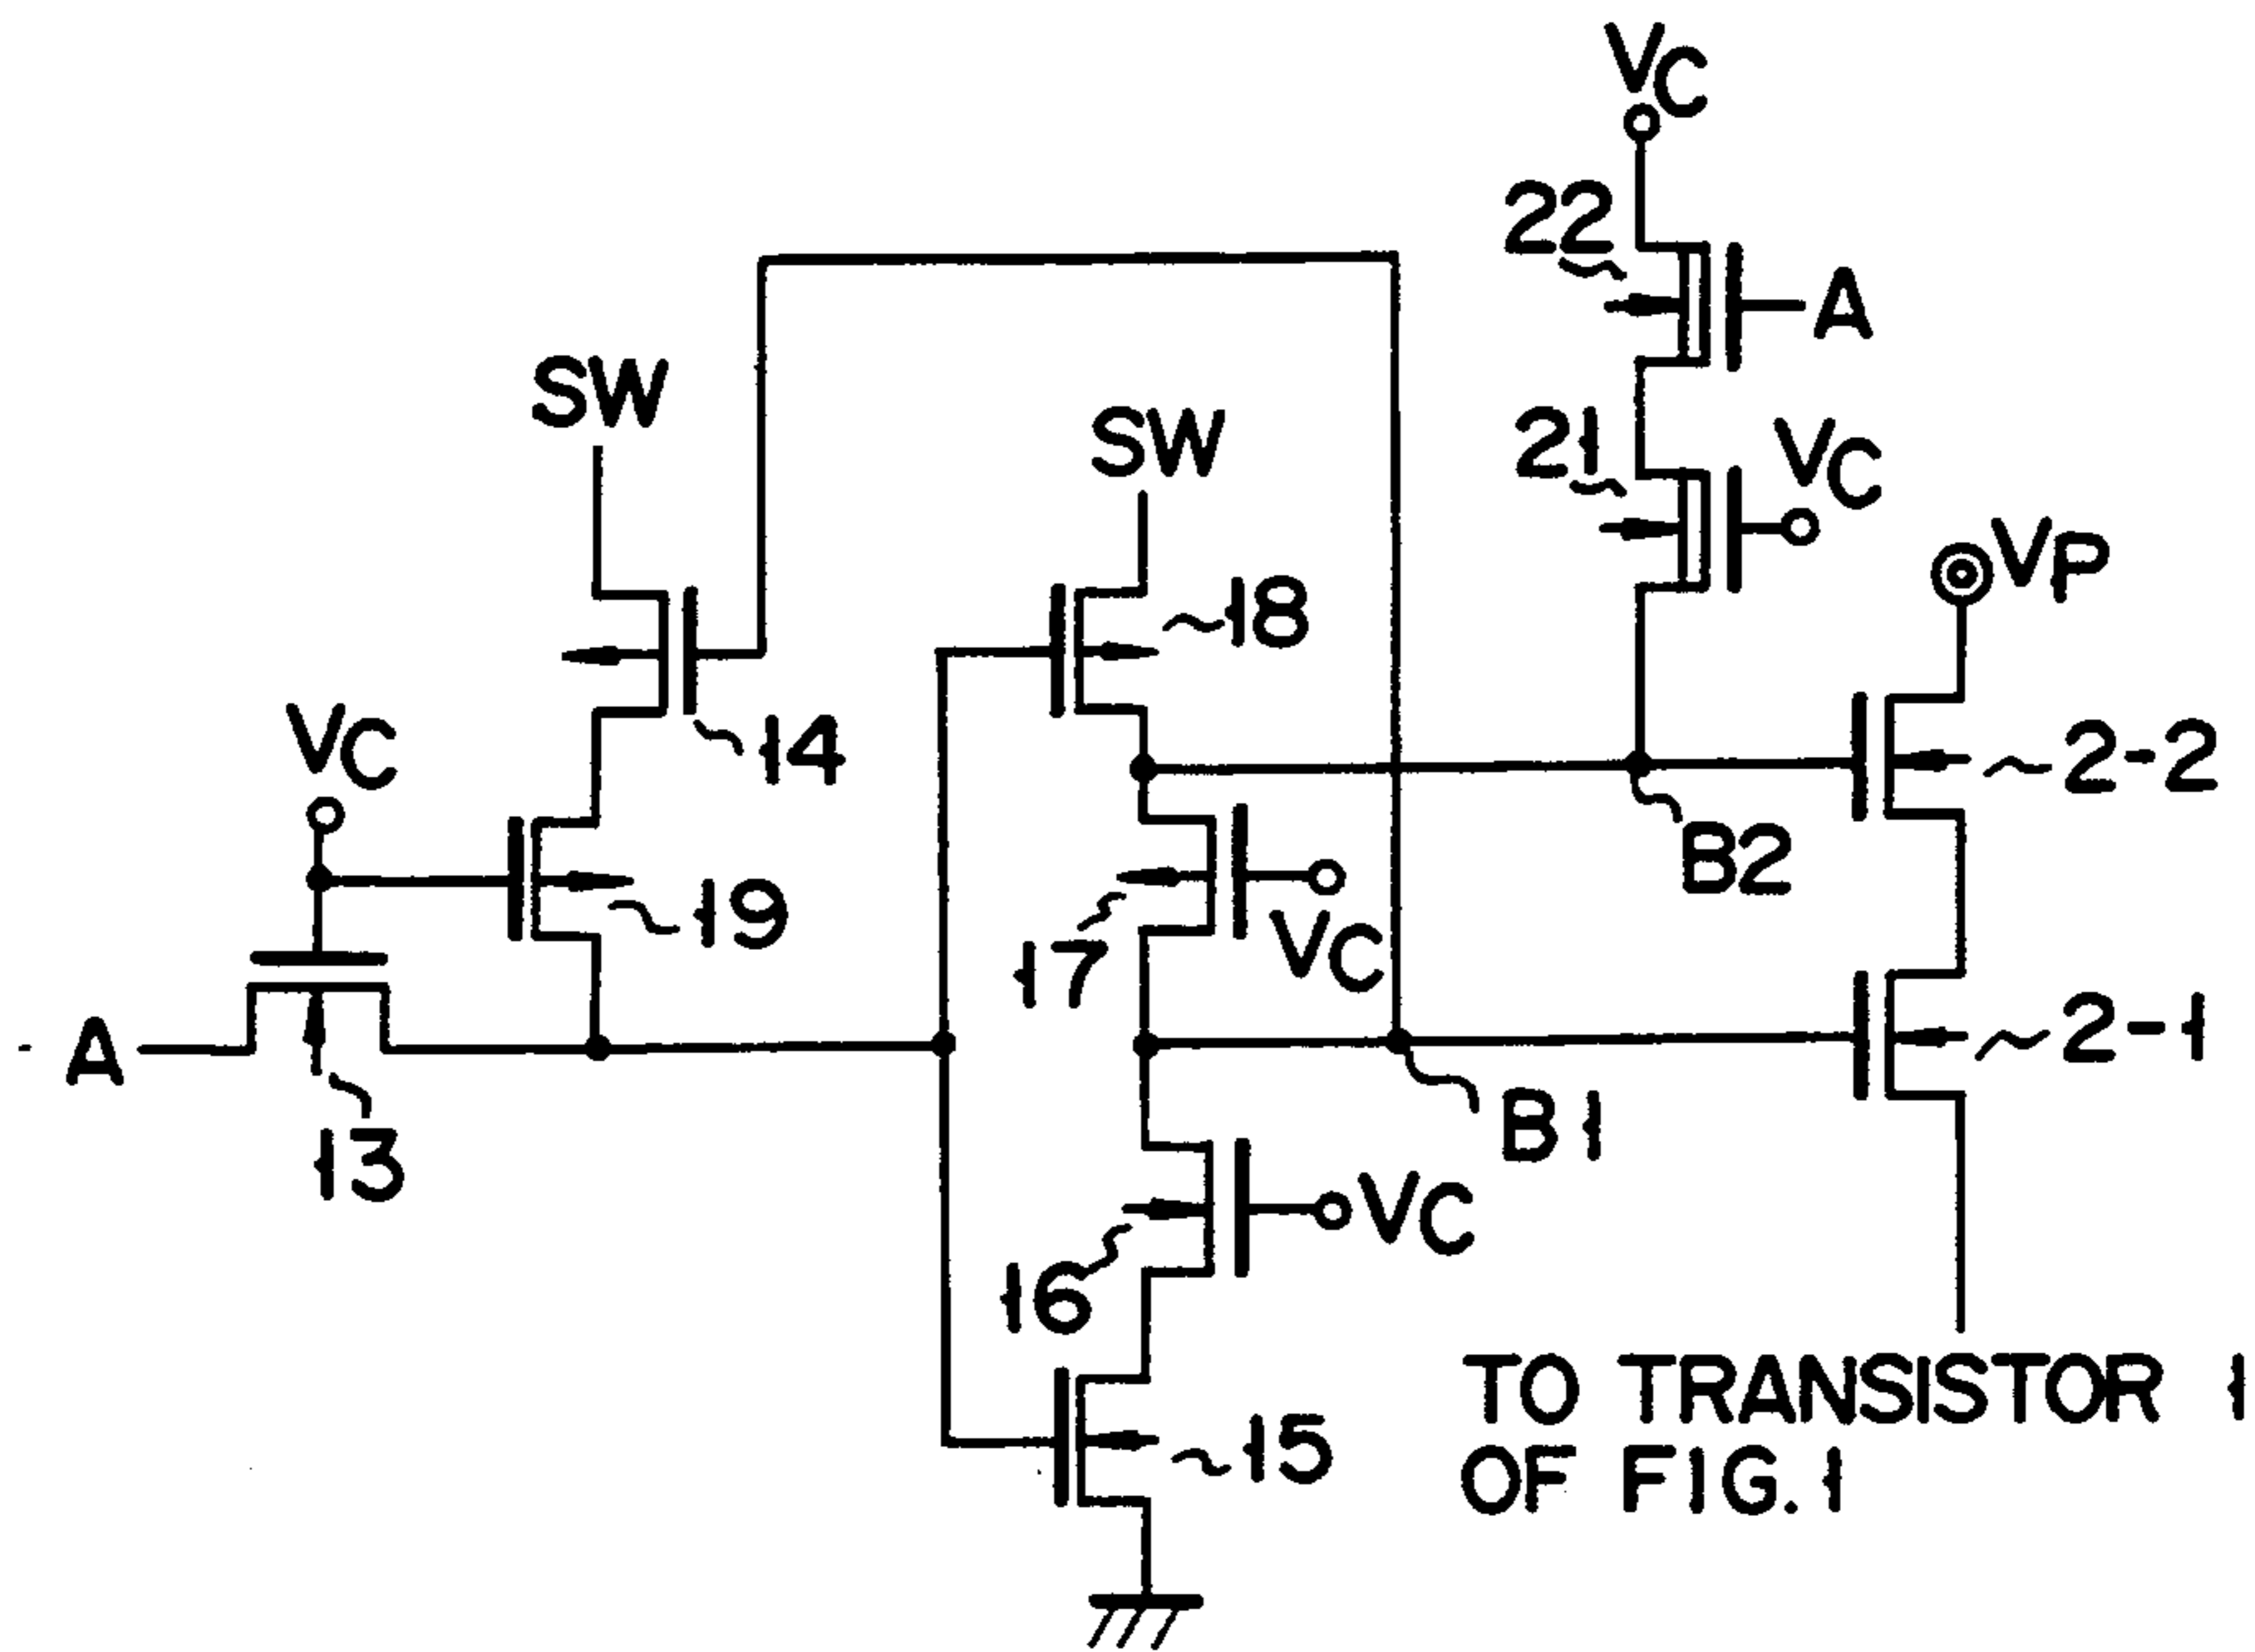 VC
22
A
SW
21
VC
SW
VP
18
VC
14
2-2
B2
19
17
VC
A
2-1
13
B1
16
VC
15
TO TRANSISTOR 1
OF FIG. 1